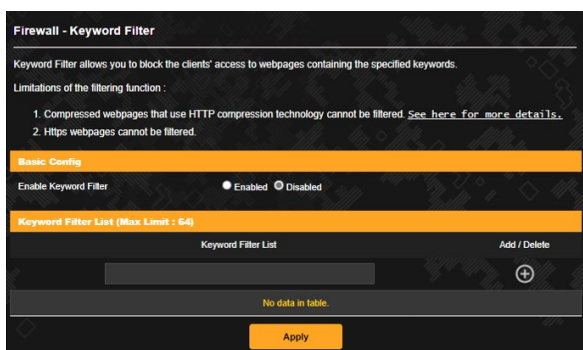 Firewall - Keyword Filter
Keyword Filter allows you to block the clients' access to webpages containing the specified keywords.
Limitations of the filtering function :
1. Compressed webpages that use HTTP compression technology cannot be filtered. See here for more details.
2. Https webpages cannot be filtered.
Basic Config
Enable Keyword Filter Enabled Disabled
Keyword Filter List (Max Limit : 64)
Keyword Filter List Add / Delete
No data in table.
Apply